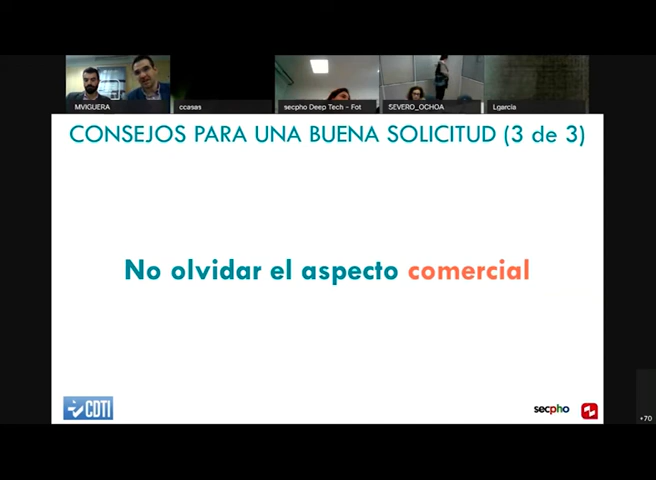 MVIGUERA
ccasas
secpho Deep Tech - Fot
SEVERO_OCHOA
Lgarcía
CONSEJOS PARA UNA BUENA SOLICITUD (3 de 3)
No olvidar el aspecto comercial
CDTI
secpho
+70